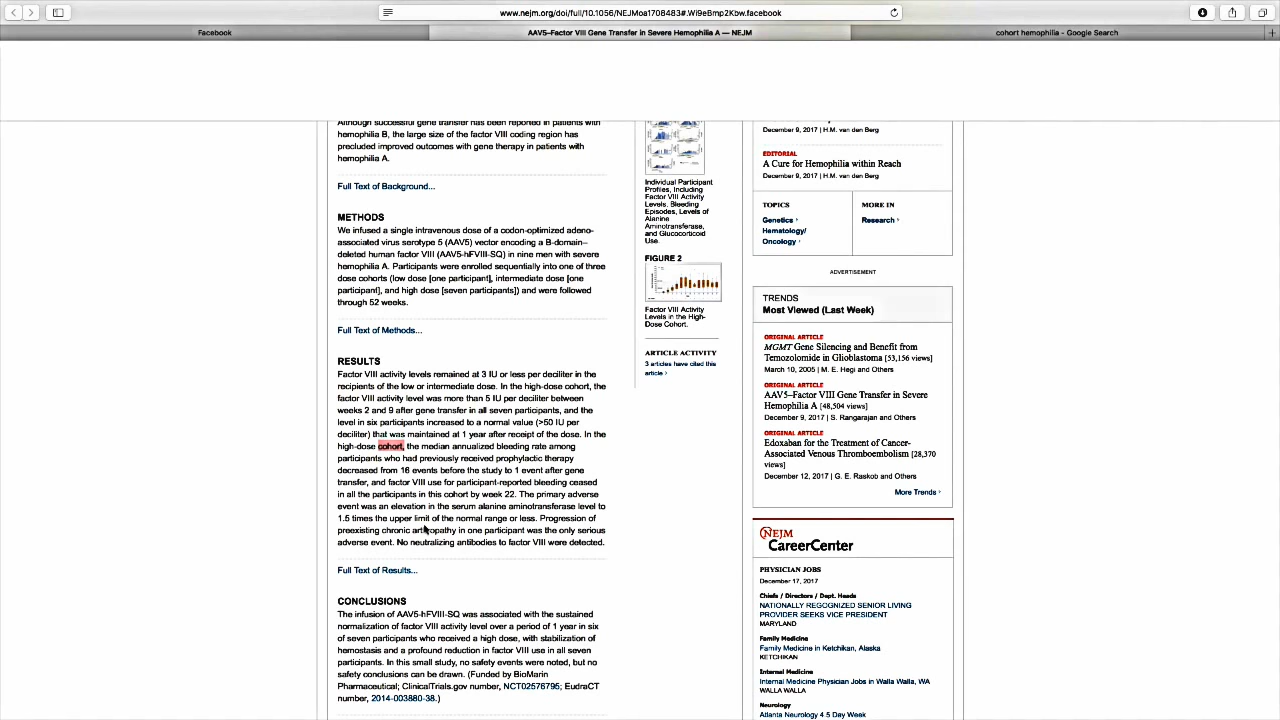 www.nejm.org/doi/full/10.1056/NEJMoa1708483#.Wi9eBmp2Kbw.facebook
Facebook
AAV5–Factor VIII Gene Transfer in Severe Hemophilia A — NEJM
cohort hemophilia - Google Search
Although successful gene transfer has been reported in patients with
hemophilia B, the large size of the factor VIII coding region has
precluded improved outcomes with gene therapy in patients with
hemophilia A.
Full Text of Background...
METHODS
We infused a single intravenous dose of a codon-optimized adeno-
associated virus serotype 5 (AAV5) vector encoding a B-domain–
deleted human factor VIII (AAV5-hFVIII-SQ) in nine men with severe
hemophilia A. Participants were enrolled sequentially into one of three
dose cohorts (low dose [one participant], intermediate dose [one
participant], and high dose [seven participants]) and were followed
through 52 weeks.
Full Text of Methods...
RESULTS
Factor VIII activity levels remained at 3 IU or less per deciliter in the
recipients of the low or intermediate dose. In the high-dose cohort, the
factor VIII activity level was more than 5 IU per deciliter between
weeks 2 and 9 after gene transfer in all seven participants, and the
level in six participants increased to a normal value (>50 IU per
deciliter) that was maintained at 1 year after receipt of the dose. In the
high-dose cohort, the median annualized bleeding rate among
participants who had previously received prophylactic therapy
decreased from 16 events before the study to 1 event after gene
transfer, and factor VIII use for participant-reported bleeding ceased
in all the participants in this cohort by week 22. The primary adverse
event was an elevation in the serum alanine aminotransferase level to
1.5 times the upper limit of the normal range or less. Progression of
preexisting chronic arthropathy in one participant was the only serious
adverse event. No neutralizing antibodies to factor VIII were detected.
Full Text of Results...
CONCLUSIONS
The infusion of AAV5-hFVIII-SQ was associated with the sustained
normalization of factor VIII activity level over a period of 1 year in six
of seven participants who received a high dose, with stabilization of
hemostasis and a profound reduction in factor VIII use in all seven
participants. In this small study, no safety events were noted, but no
safety conclusions can be drawn. (Funded by BioMarin
Pharmaceutical; ClinicalTrials.gov number, NCT02576795; EudraCT
number, 2014-003880-38.)
Individual Participant
Profiles, Including
Factor VIII Activity
Levels, Bleeding
Episodes, Levels of
Alanine
Aminotransferase,
and Glucocorticoid
Use.
FIGURE 2
Factor VIII Activity
Levels in the High-
Dose Cohort.
ARTICLE ACTIVITY
3 articles have cited this
article ›
December 9, 2017 | H.M. van den Berg
EDITORIAL
A Cure for Hemophilia within Reach
December 9, 2017 | H.M. van den Berg
TOPICS
Genetics ›
Hematology/
Oncology ›
MORE IN
Research ›
ADVERTISEMENT
TRENDS
Most Viewed (Last Week)
ORIGINAL ARTICLE
MGMT Gene Silencing and Benefit from
Temozolomide in Glioblastoma [53,156 views]
March 10, 2005 | M. E. Hegi and Others
ORIGINAL ARTICLE
AAV5–Factor VIII Gene Transfer in Severe
Hemophilia A [48,504 views]
December 9, 2017 | S. Rangarajan and Others
ORIGINAL ARTICLE
Edoxaban for the Treatment of Cancer-
Associated Venous Thromboembolism [28,370
views]
December 12, 2017 | G. E. Raskob and Others
More Trends ›
NEJM
CareerCenter
PHYSICIAN JOBS
December 17, 2017
Chiefs / Directors / Dept. Heads
NATIONALLY REGOGNIZED SENIOR LIVING
PROVIDER SEEKS VICE PRESIDENT
MARYLAND
Family Medicine
Family Medicine in Ketchikan, Alaska
KETCHIKAN
Internal Medicine
Internal Medicine Physician Jobs in Walla Walla, WA
WALLA WALLA
Neurology
Atlanta Neurology 4.5 Day Week